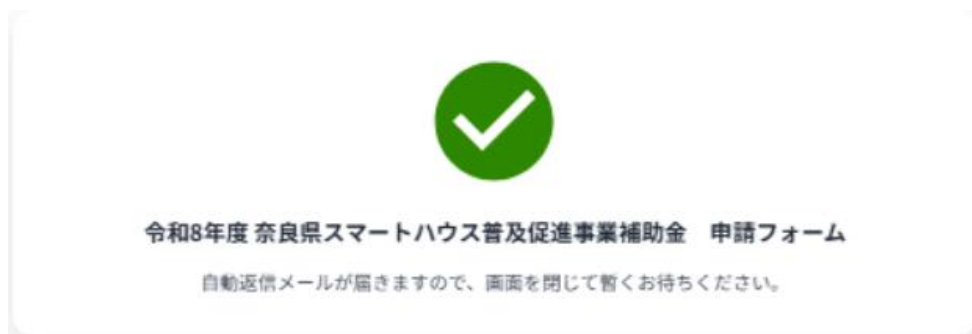 令和8年度 奈良県スマートハウス普及促進事業補助金　申請フォーム
自動返信メールが届きますので、画面を閉じて暫くお待ちください。